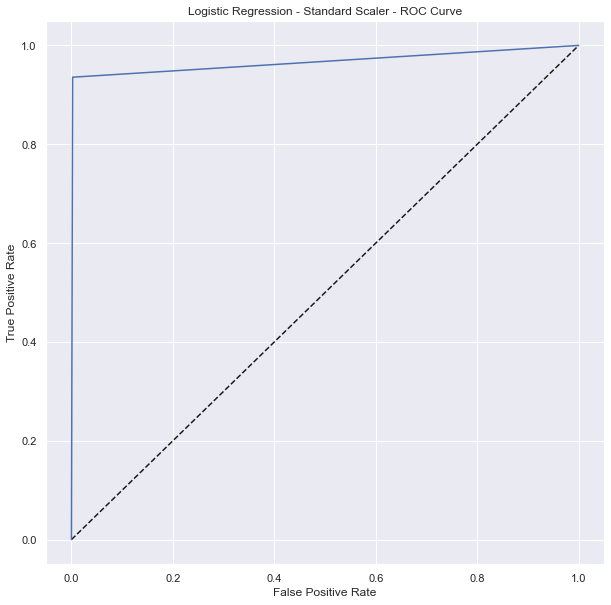 Logistic Regression - Standard Scaler - ROC Curve
1.0
0.8
0.6
0.4
0.2
0.0
True Positive Rate
0.0 0.2 0.4 0.6 0.8 1.0
False Positive Rate